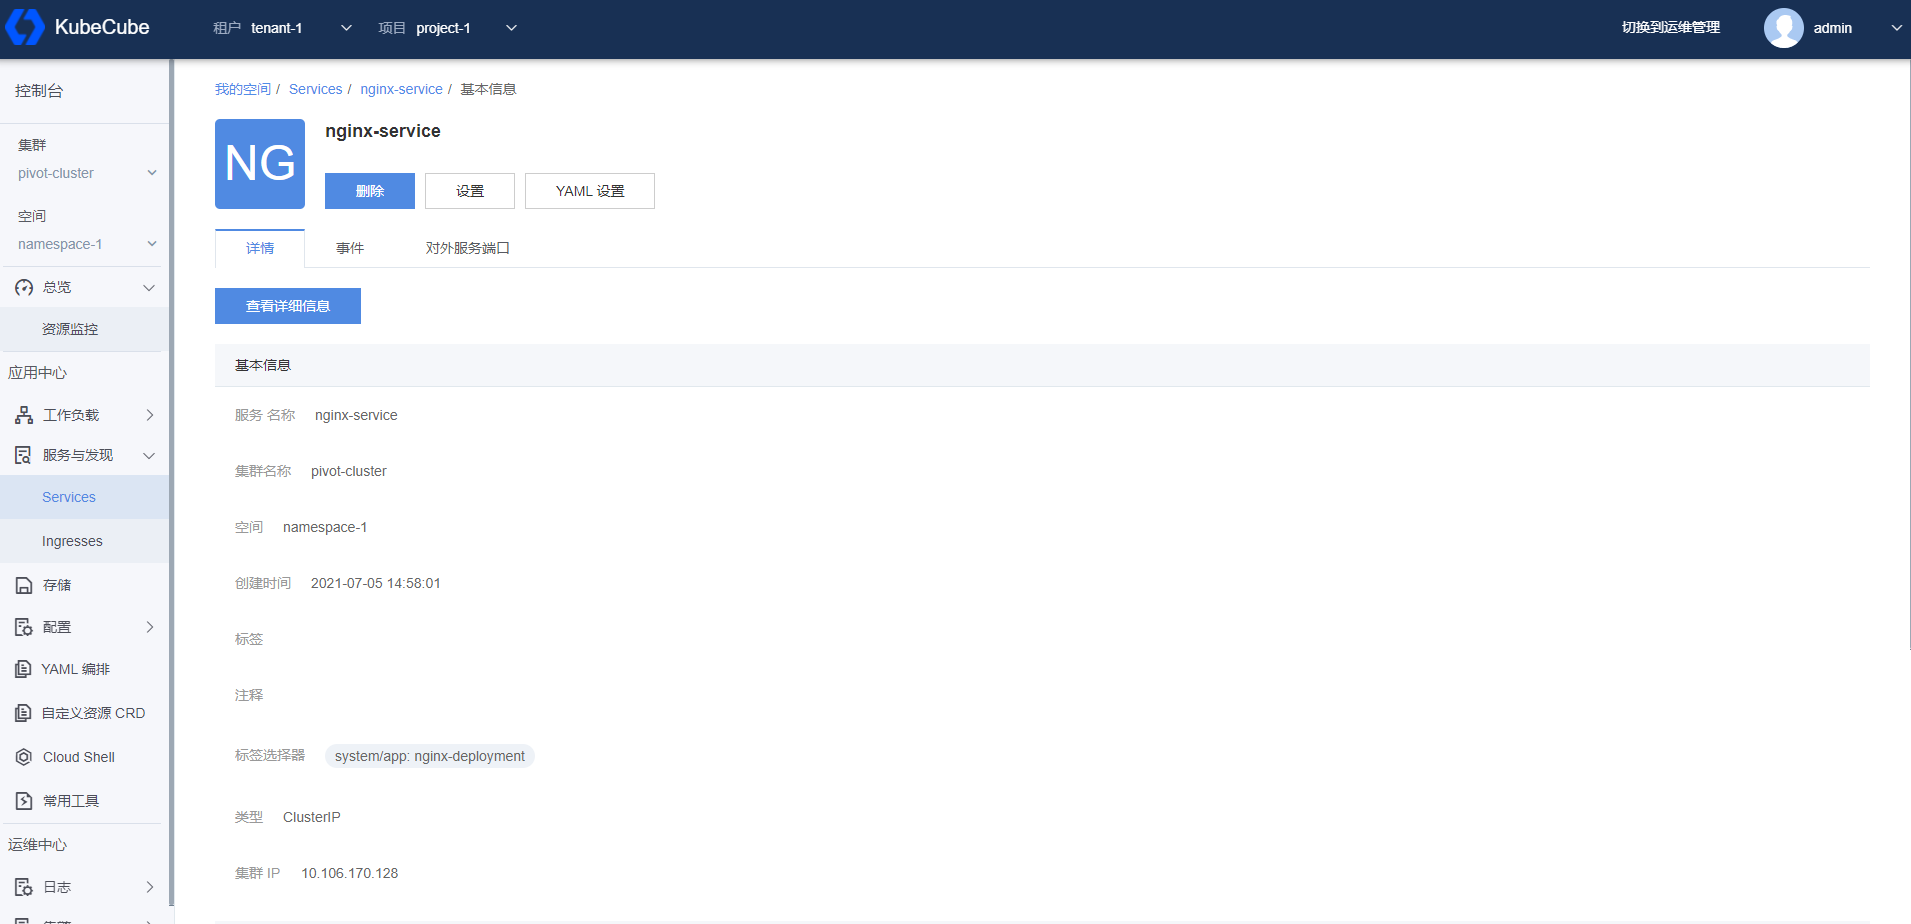 KubeCube
租户 tenant-1
项目 project-1
切换到运维管理
admin
控制台
集群
pivot-cluster
空间
namespace-1
总览
资源监控
应用中心
工作负载
服务与发现
Services
Ingresses
存储
配置
YAML 编排
自定义资源 CRD
Cloud Shell
常用工具
运维中心
日志
我的空间 / Services / nginx-service / 基本信息
NG
nginx-service
删除
设置
YAML 设置
详情
事件
对外服务端口
查看详细信息
基本信息
服务 名称 nginx-service
集群名称 pivot-cluster
空间 namespace-1
创建时间 2021-07-05 14:58:01
标签
注释
标签选择器 system/app: nginx-deployment
类型 ClusterIP
集群 IP 10.106.170.128